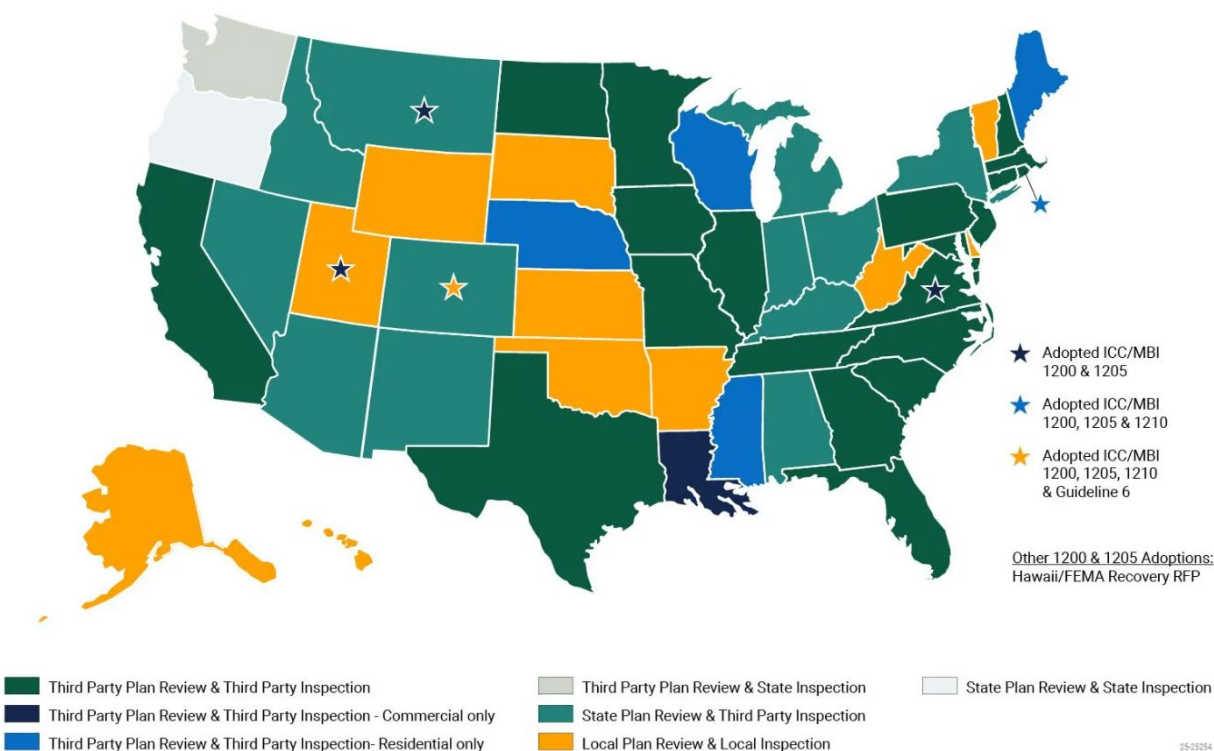 Adopted ICC/MBI
1200 & 1205
Adopted ICC/MBI
1200, 1205 & 1210
Adopted ICC/MBI
1200, 1205, 1210
& Guideline 6
Other 1200 & 1205 Adoptions:
Hawaii/FEMA Recovery RFP
Third Party Plan Review & Third Party Inspection
Third Party Plan Review & Third Party Inspection - Commercial only
Third Party Plan Review & Third Party Inspection- Residential only
Third Party Plan Review & State Inspection
State Plan Review & Third Party Inspection
Local Plan Review & Local Inspection
State Plan Review & State Inspection
25-25254